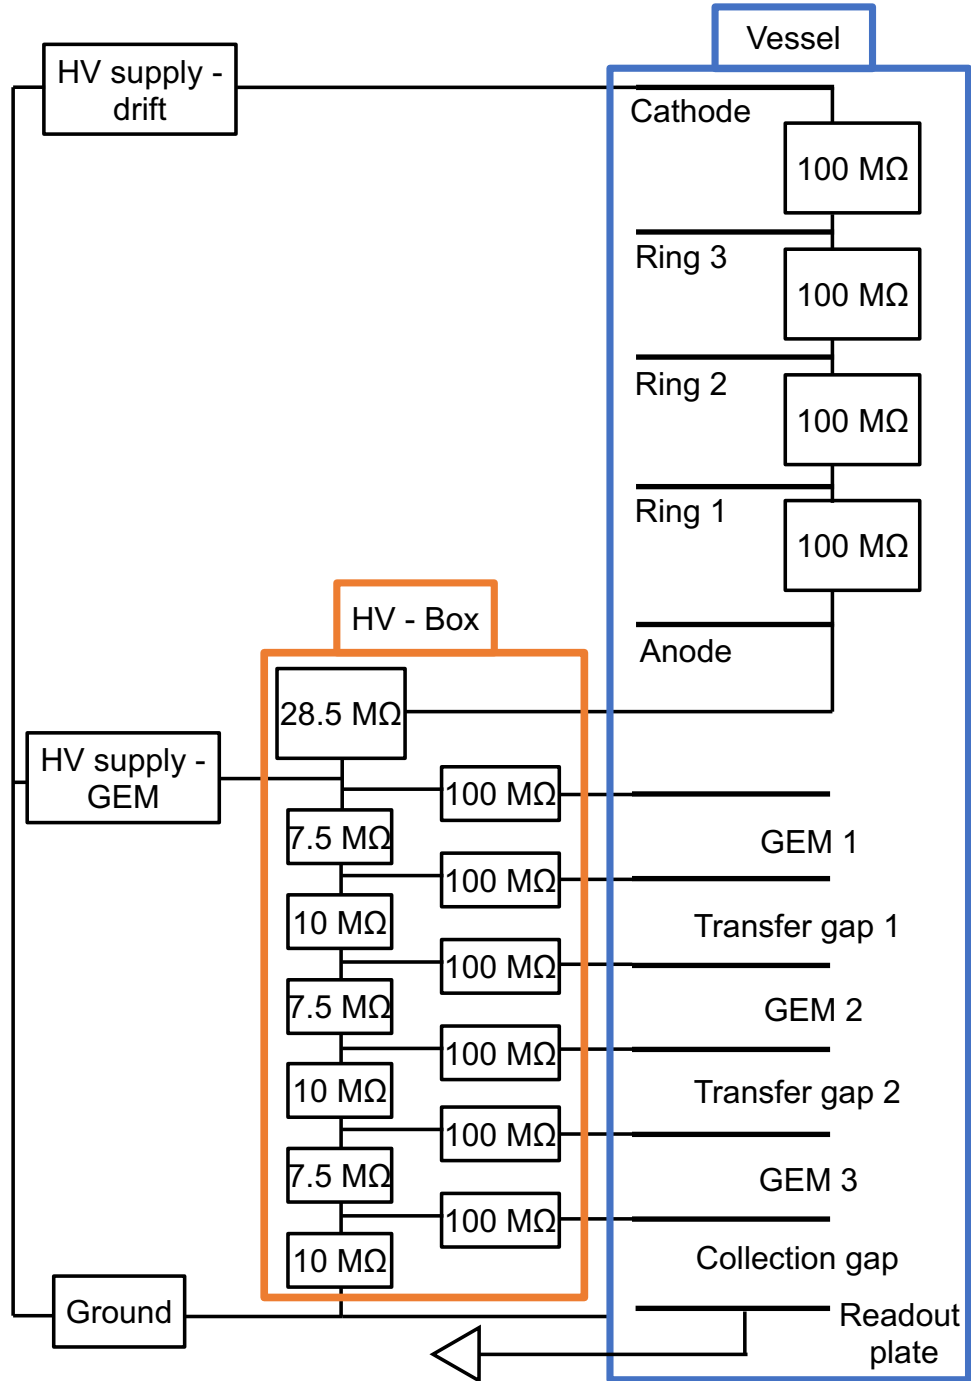 Vessel
HV supply -
drift
Cathode
100 MΩ
Ring 3
100 MΩ
Ring 2
100 MΩ
Ring 1
100 MΩ
HV - Box
Anode
28.5 MΩ
HV supply -
GEM
100 MΩ
7.5 MΩ
GEM 1
100 MΩ
10 MΩ
Transfer gap 1
100 MΩ
7.5 MΩ
GEM 2
100 MΩ
10 MΩ
Transfer gap 2
100 MΩ
7.5 MΩ
GEM 3
100 MΩ
10 MΩ
Collection gap
Ground
Readout
plate